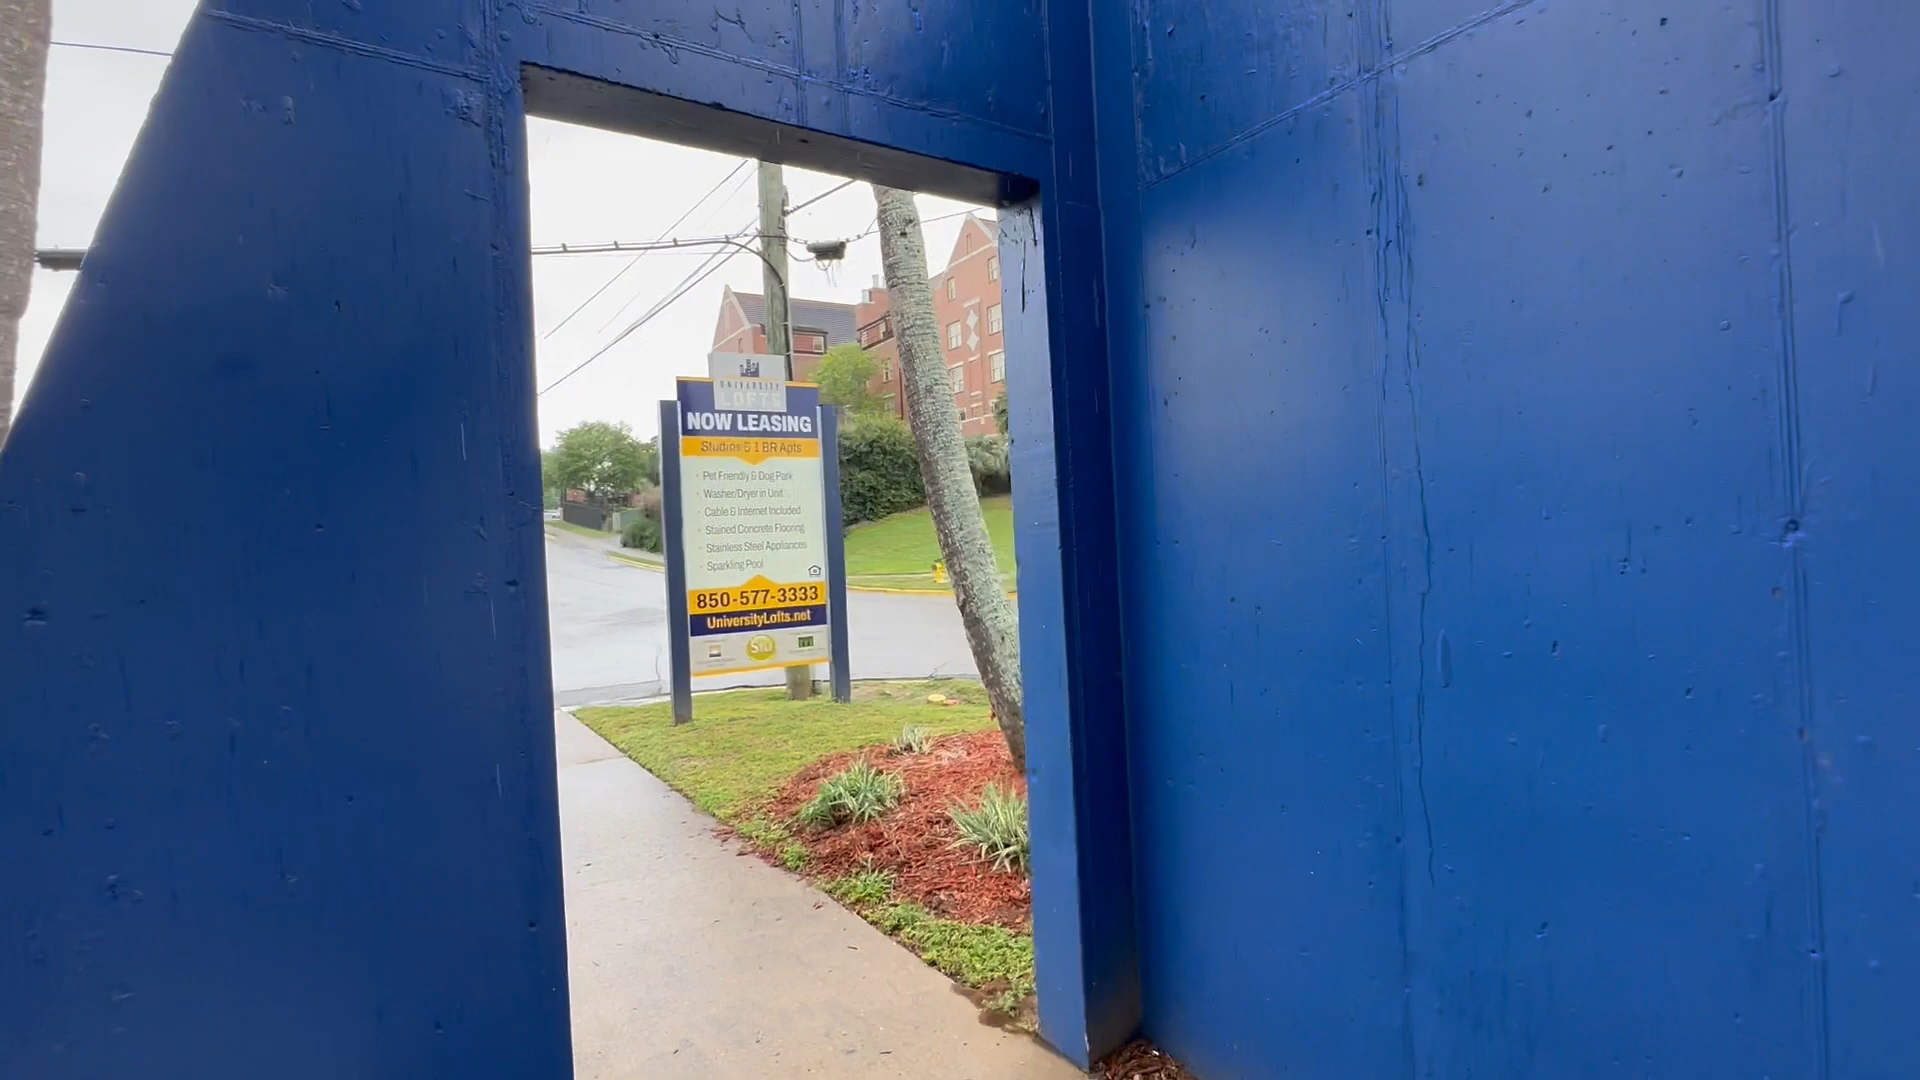 UNIVERSITY
LOFTS
NOW LEASING
Studios & 1 BR Apts
· Pet Friendly & Dog Park
· Washer/Dryer in Unit
· Cable & Internet Included
· Stained Concrete Flooring
· Stainless Steel Appliances
· Sparkling Pool
850-577-3333
UniversityLofts.net